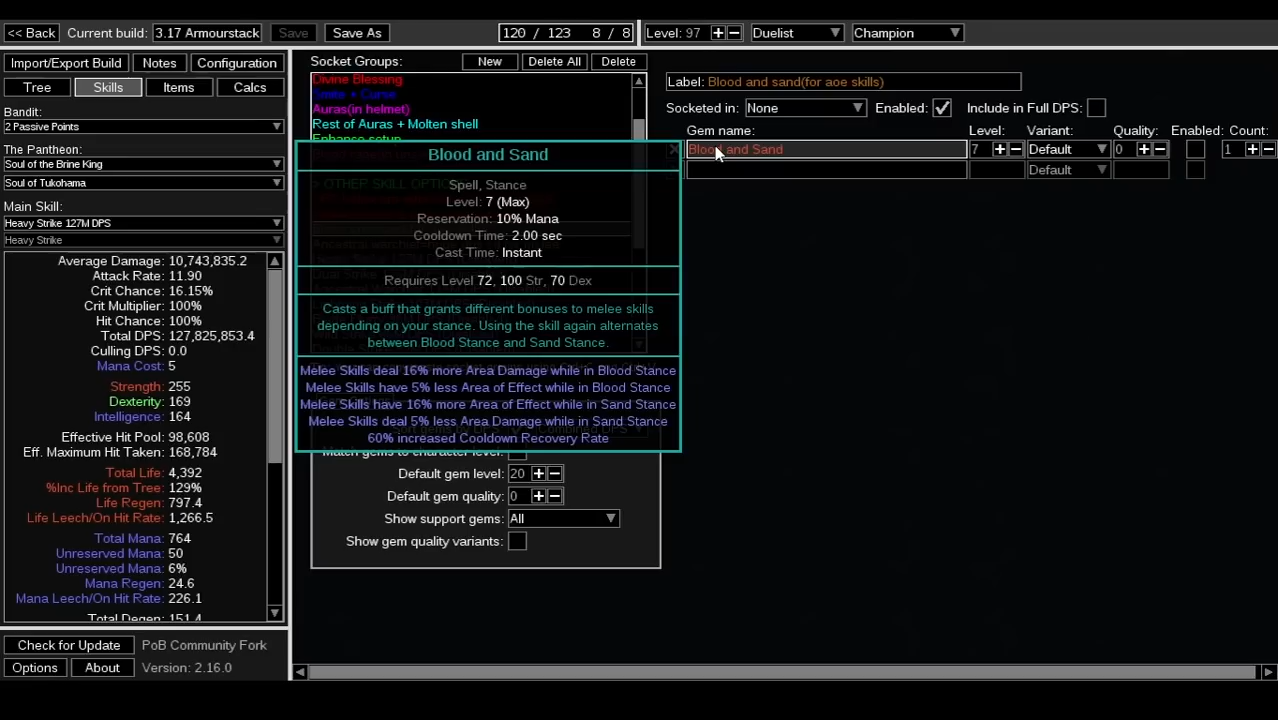 << Back
Current build: 3.17 Armourstack
Save
Save As
120 / 123 8 / 8
Level: 97
Duelist
Champion
Import/Export Build
Notes
Configuration
Tree
Skills
Items
Calcs
Bandit:
2 Passive Points
The Pantheon:
Soul of the Brine King
Soul of Tukohama
Main Skill:
Heavy Strike 127M DPS
Heavy Strike
Average Damage: 10,743,835.2
Attack Rate: 11.90
Crit Chance: 16.15%
Crit Multiplier: 100%
Hit Chance: 100%
Total DPS: 127,825,853.4
Culling DPS: 0.0
Mana Cost: 5
Strength: 255
Dexterity: 169
Intelligence: 164
Effective Hit Pool: 98,608
Eff. Maximum Hit Taken: 168,784
Total Life: 4,392
%Inc Life from Tree: 129%
Life Regen: 797.4
Life Leech/On Hit Rate: 1,266.5
Total Mana: 764
Unreserved Mana: 50
Unreserved Mana: 6%
Mana Regen: 24.6
Mana Leech/On Hit Rate: 226.1
Total Degen: 151.4
Check for Update
PoB Community Fork
Options
About
Version: 2.16.0
Socket Groups:
New
Delete All
Delete
Divine Blessing
Smite + Curse
Auras(in helmet)
Rest of Auras + Molten shell
Enhance setup
Blood and Sand
Spell, Stance
Level: 7 (Max)
Reservation: 10% Mana
Cooldown Time: 2.00 sec
Cast Time: Instant
Requires Level 72, 100 Str, 70 Dex
Casts a buff that grants different bonuses to melee skills
depending on your stance. Using the skill again alternates
between Blood Stance and Sand Stance.
Melee Skills deal 16% more Area Damage while in Blood Stance
Melee Skills have 5% less Area of Effect while in Blood Stance
Melee Skills have 16% more Area of Effect while in Sand Stance
Melee Skills deal 5% less Area Damage while in Sand Stance
60% increased Cooldown Recovery Rate
Match gems to character level:
Default gem level: 20
Default gem quality: 0
Show support gems: All
Show gem quality variants:
Label: Blood and sand(for aoe skills)
Socketed in: None
Enabled:
Include in Full DPS:
Gem name: Level: Variant: Quality: Enabled: Count:
Blood and Sand 7 Default 0 1
Default